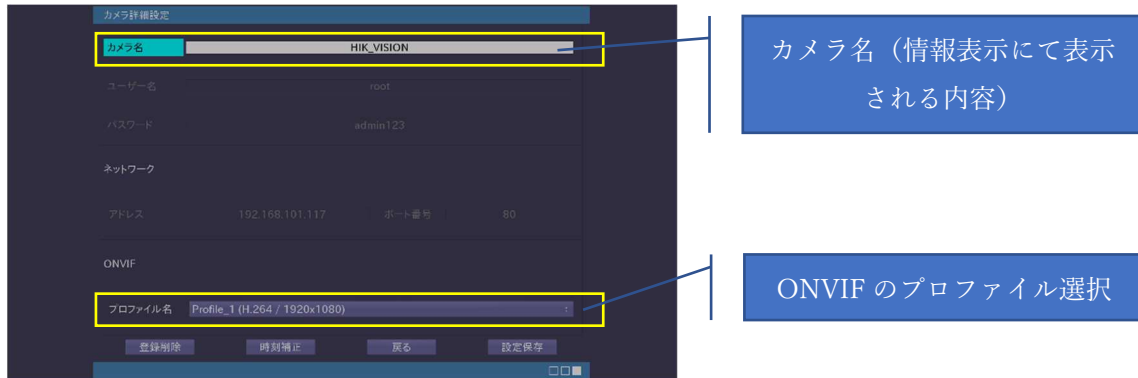 カメラ詳細設定
カメラ名 HIK_VISION
カメラ名（情報表示にて表示
される内容）
ユーザー名 root
パスワード admin123
ネットワーク
アドレス 192.168.101.117 ポート番号 80
ONVIF
ONVIF のプロファイル選択
プロファイル名 Profile_1 (H.264 / 1920x1080)
登録削除 時刻補正 戻る 設定保存